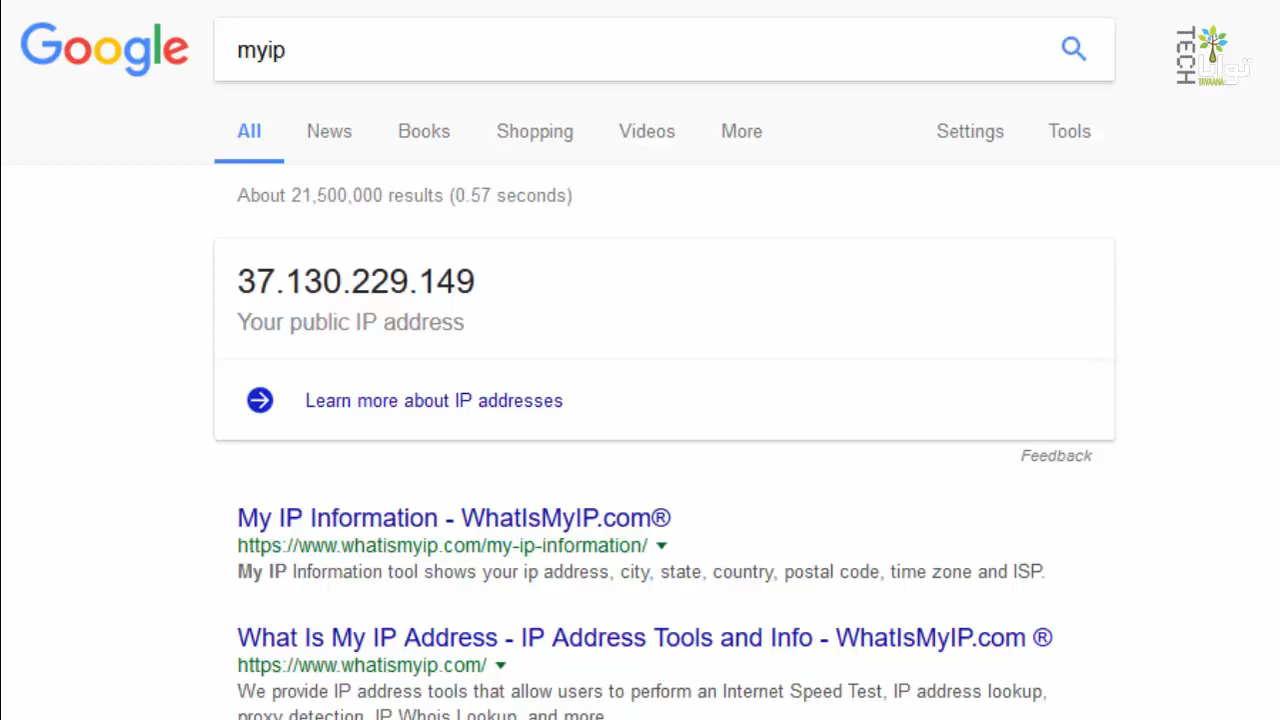 Google
myip
TECH
توانا
TAVAANA
All News Books Shopping Videos More Settings Tools
About 21,500,000 results (0.57 seconds)
37.130.229.149
Your public IP address
Learn more about IP addresses
Feedback
My IP Information - WhatIsMyIP.com®
https://www.whatismyip.com/my-ip-information/
My IP Information tool shows your ip address, city, state, country, postal code, time zone and ISP.
What Is My IP Address - IP Address Tools and Info - WhatIsMyIP.com ®
https://www.whatismyip.com/
We provide IP address tools that allow users to perform an Internet Speed Test, IP address lookup,
proxy detection, IP Whois Lookup, and more.